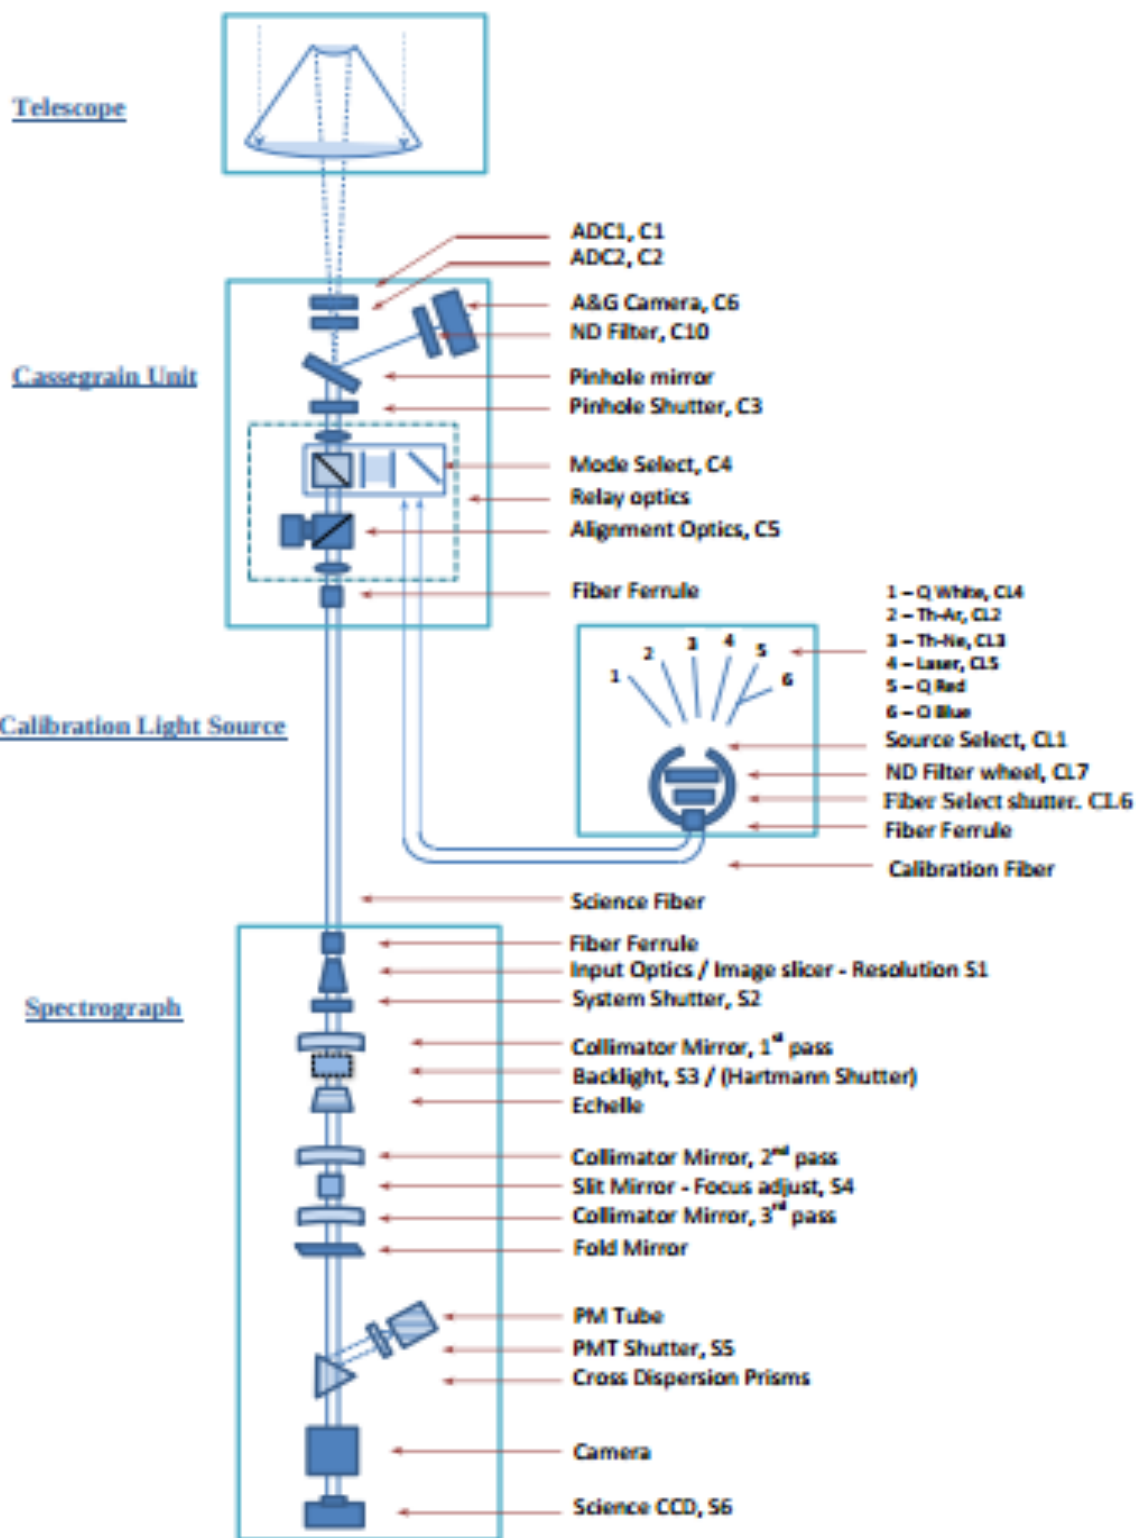 Telescope
ADC1, C1
ADC2, C2
A&G Camera, C6
ND Filter, C10
Cassegrain Unit
Pinhole mirror
Pinhole Shutter, C3
Mode Select, C4
Relay optics
Alignment Optics, C5
Fiber Ferrule
1 – Q White, CL4
2 – Th-Ar, CL2
3 – Th-Ne, CL3
4 – Laser, CL5
5 – Q Red
6 – Q Blue
1
2
3
4
5
6
Calibration Light Source
Source Select, CL1
ND Filter wheel, CL7
Fiber Select shutter. CL6
Fiber Ferrule
Calibration Fiber
Science Fiber
Fiber Ferrule
Input Optics / Image slicer - Resolution S1
Spectrograph
System Shutter, S2
Collimator Mirror, 1st pass
Backlight, S3 / (Hartmann Shutter)
Echelle
Collimator Mirror, 2nd pass
Slit Mirror - Focus adjust, S4
Collimator Mirror, 3rd pass
Fold Mirror
PM Tube
PMT Shutter, S5
Cross Dispersion Prisms
Camera
Science CCD, S6